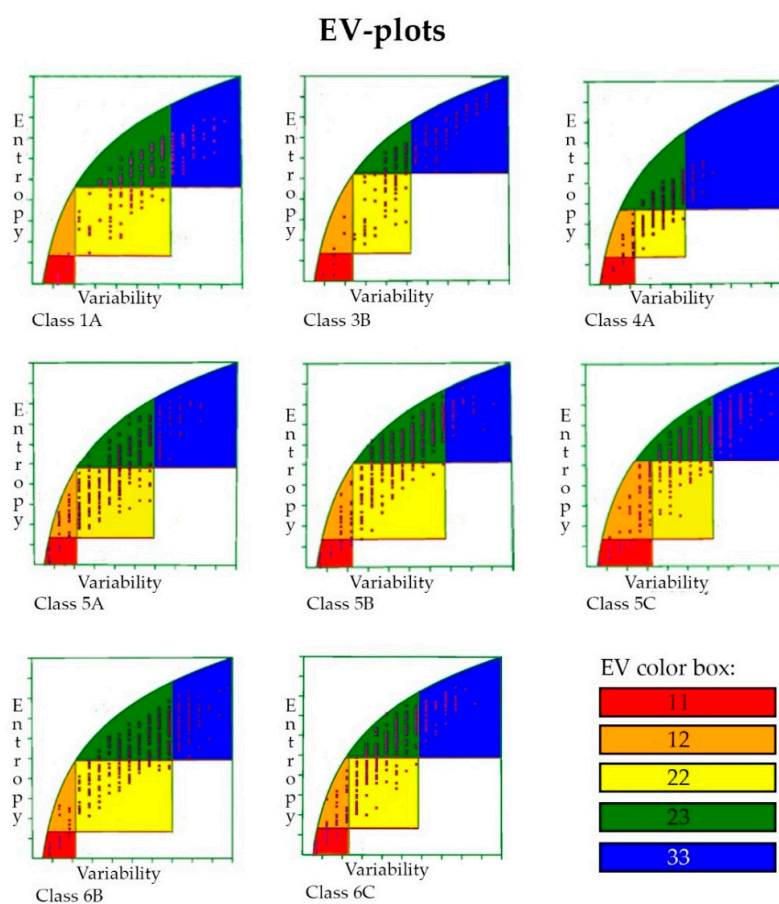 EV-plots
Entropy
Variability
Class 1A
Entropy
Variability
Class 3B
Entropy
Variability
Class 4A
Entropy
Variability
Class 5A
Entropy
Variability
Class 5B
Entropy
Variability
Class 5C
Entropy
Variability
Class 6B
Entropy
Variability
Class 6C
EV color box:
11
12
22
23
33